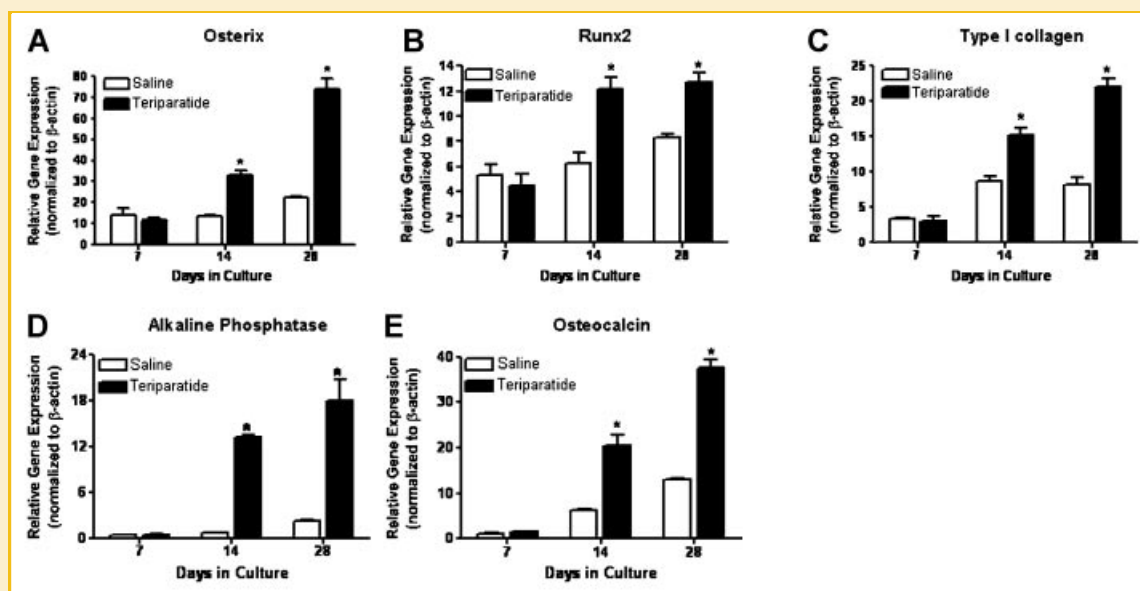 A
Osterix
Relative Gene Expression
(normalized to β-actin)
80
70
60
50
40
30
20
10
0
Saline
Teriparatide
*
*
7
14
28
Days in Culture
B
Runx2
Relative Gene Expression
(normalized to β-actin)
14
12
10
8
6
4
2
0
Saline
Teriparatide
*
*
7
14
28
Days in Culture
C
Type I collagen
Relative Gene Expression
(normalized to β-actin)
25
20
15
10
5
0
Saline
Teriparatide
*
*
7
14
28
Days in Culture
D
Alkaline Phosphatase
Relative Gene Expression
(normalized to β-actin)
24
18
12
6
0
Saline
Teriparatide
*
*
7
14
28
Days in Culture
E
Osteocalcin
Relative Gene Expression
(normalized to β-actin)
40
30
20
10
0
Saline
Teriparatide
*
*
7
14
28
Days in Culture